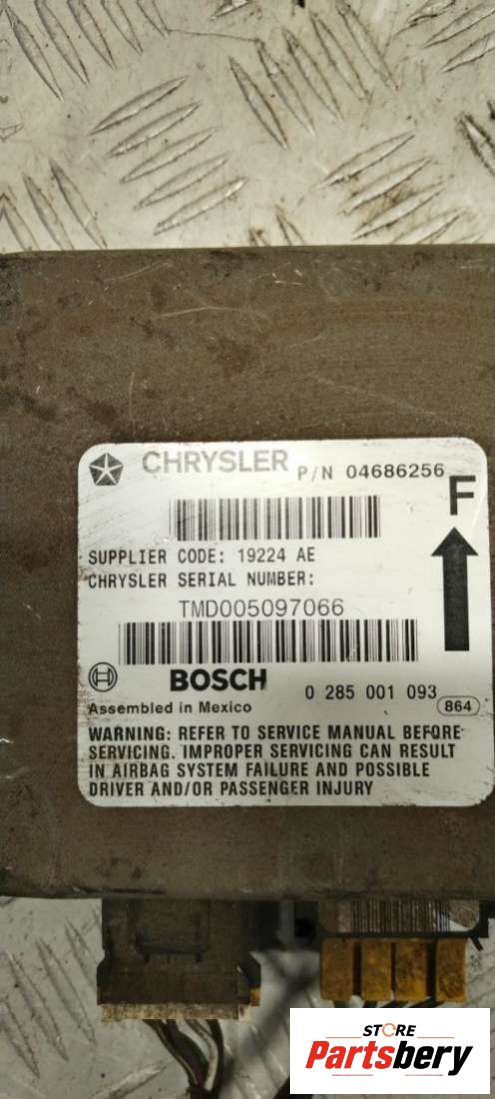 CHRYSLER P/N 04686256
F
SUPPLIER CODE: 19224 AE
CHRYSLER SERIAL NUMBER:
TMD005097066
BOSCH 0 285 001 093
Assembled in Mexico 864
WARNING: REFER TO SERVICE MANUAL BEFORE
SERVICING. IMPROPER SERVICING CAN RESULT
IN AIRBAG SYSTEM FAILURE AND POSSIBLE
DRIVER AND/OR PASSENGER INJURY
STORE
Partsbery